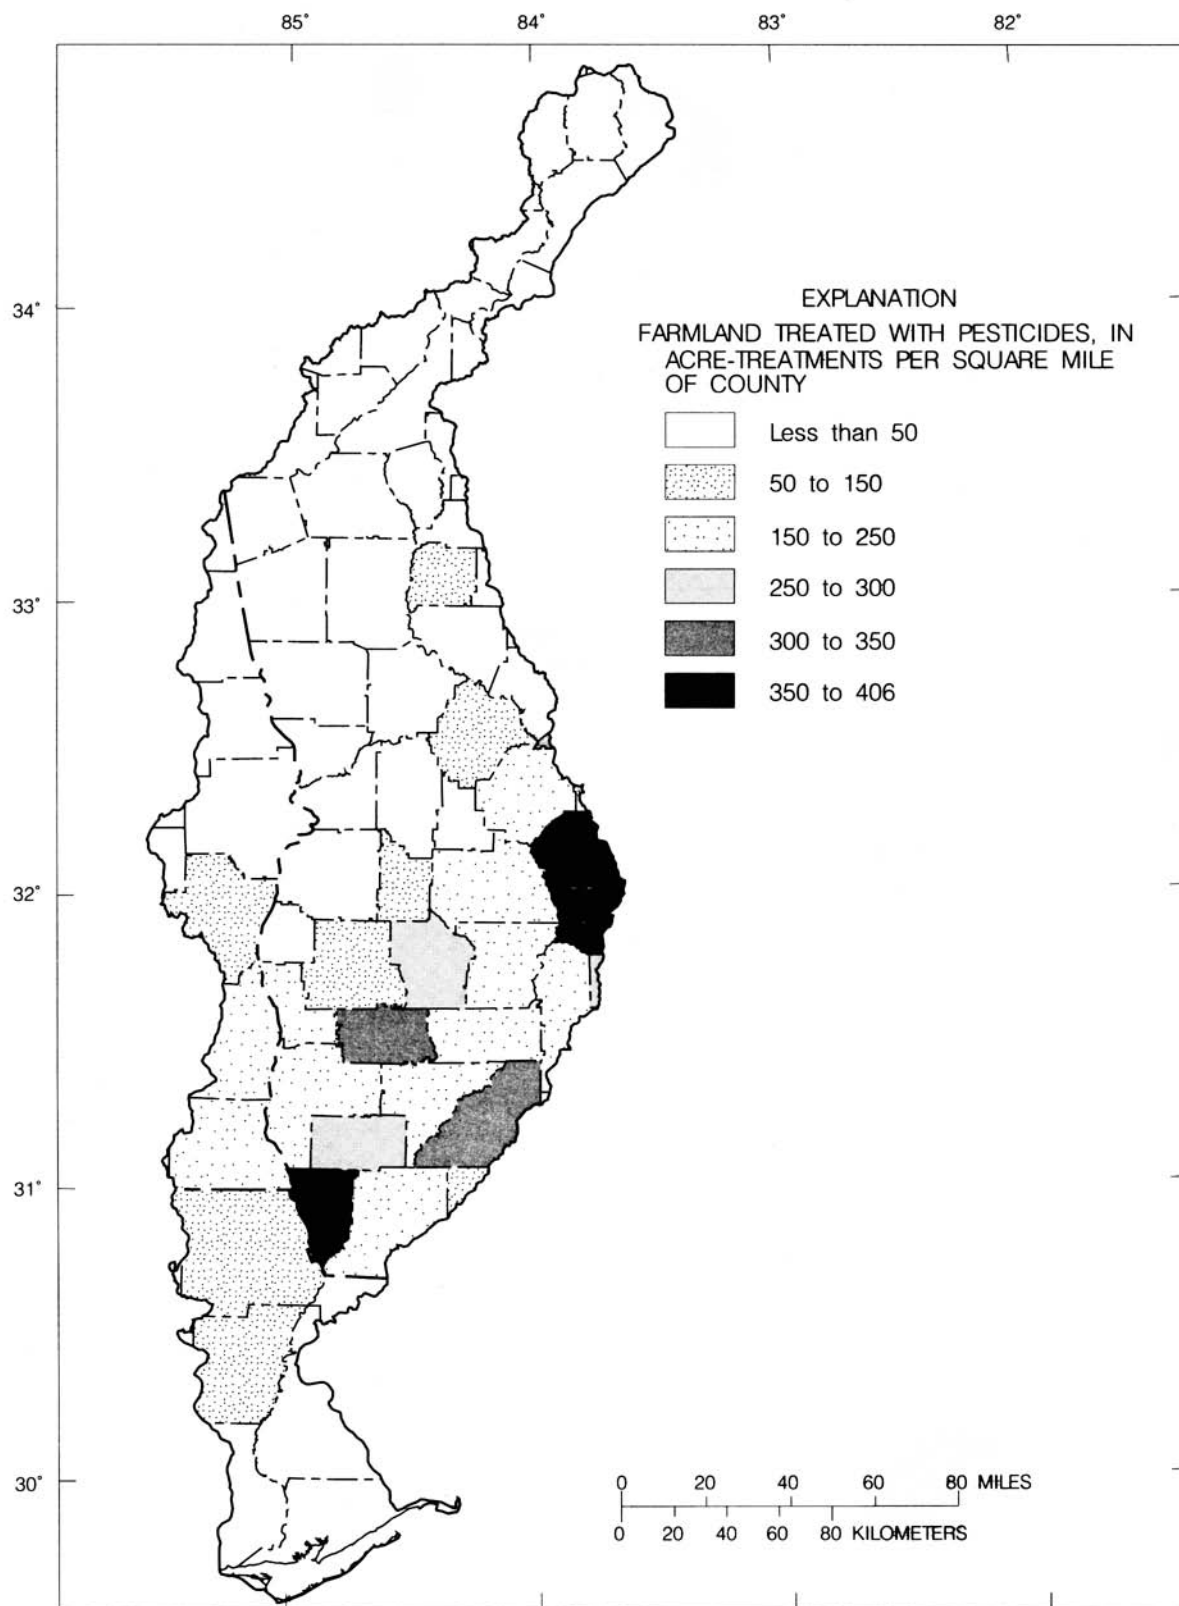 85° 84° 83° 82°
EXPLANATION
34°
FARMLAND TREATED WITH PESTICIDES, IN
ACRE-TREATMENTS PER SQUARE MILE
OF COUNTY
Less than 50
50 to 150
150 to 250
33°
250 to 300
300 to 350
350 to 406
32°
31°
30°
0 20 40 60 80 MILES
0 20 40 60 80 KILOMETERS